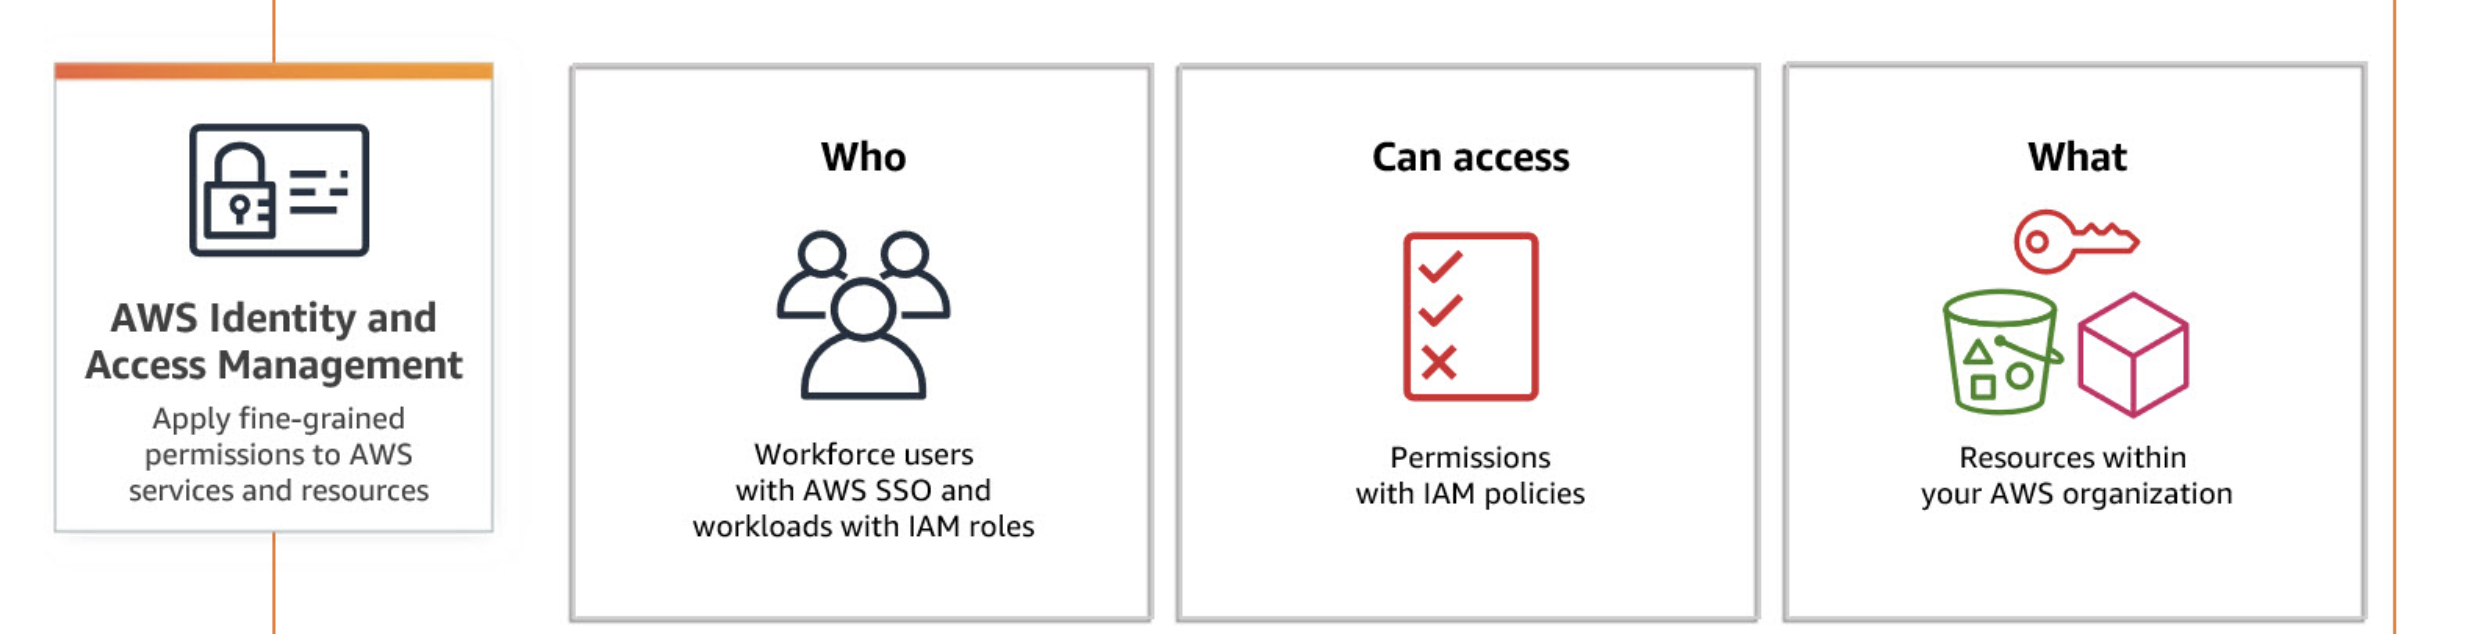 AWS Identity and
Access Management
Apply fine-grained
permissions to AWS
services and resources
Who
Workforce users
with AWS SSO and
workloads with IAM roles
Can access
Permissions
with IAM policies
What
Resources within
your AWS organization